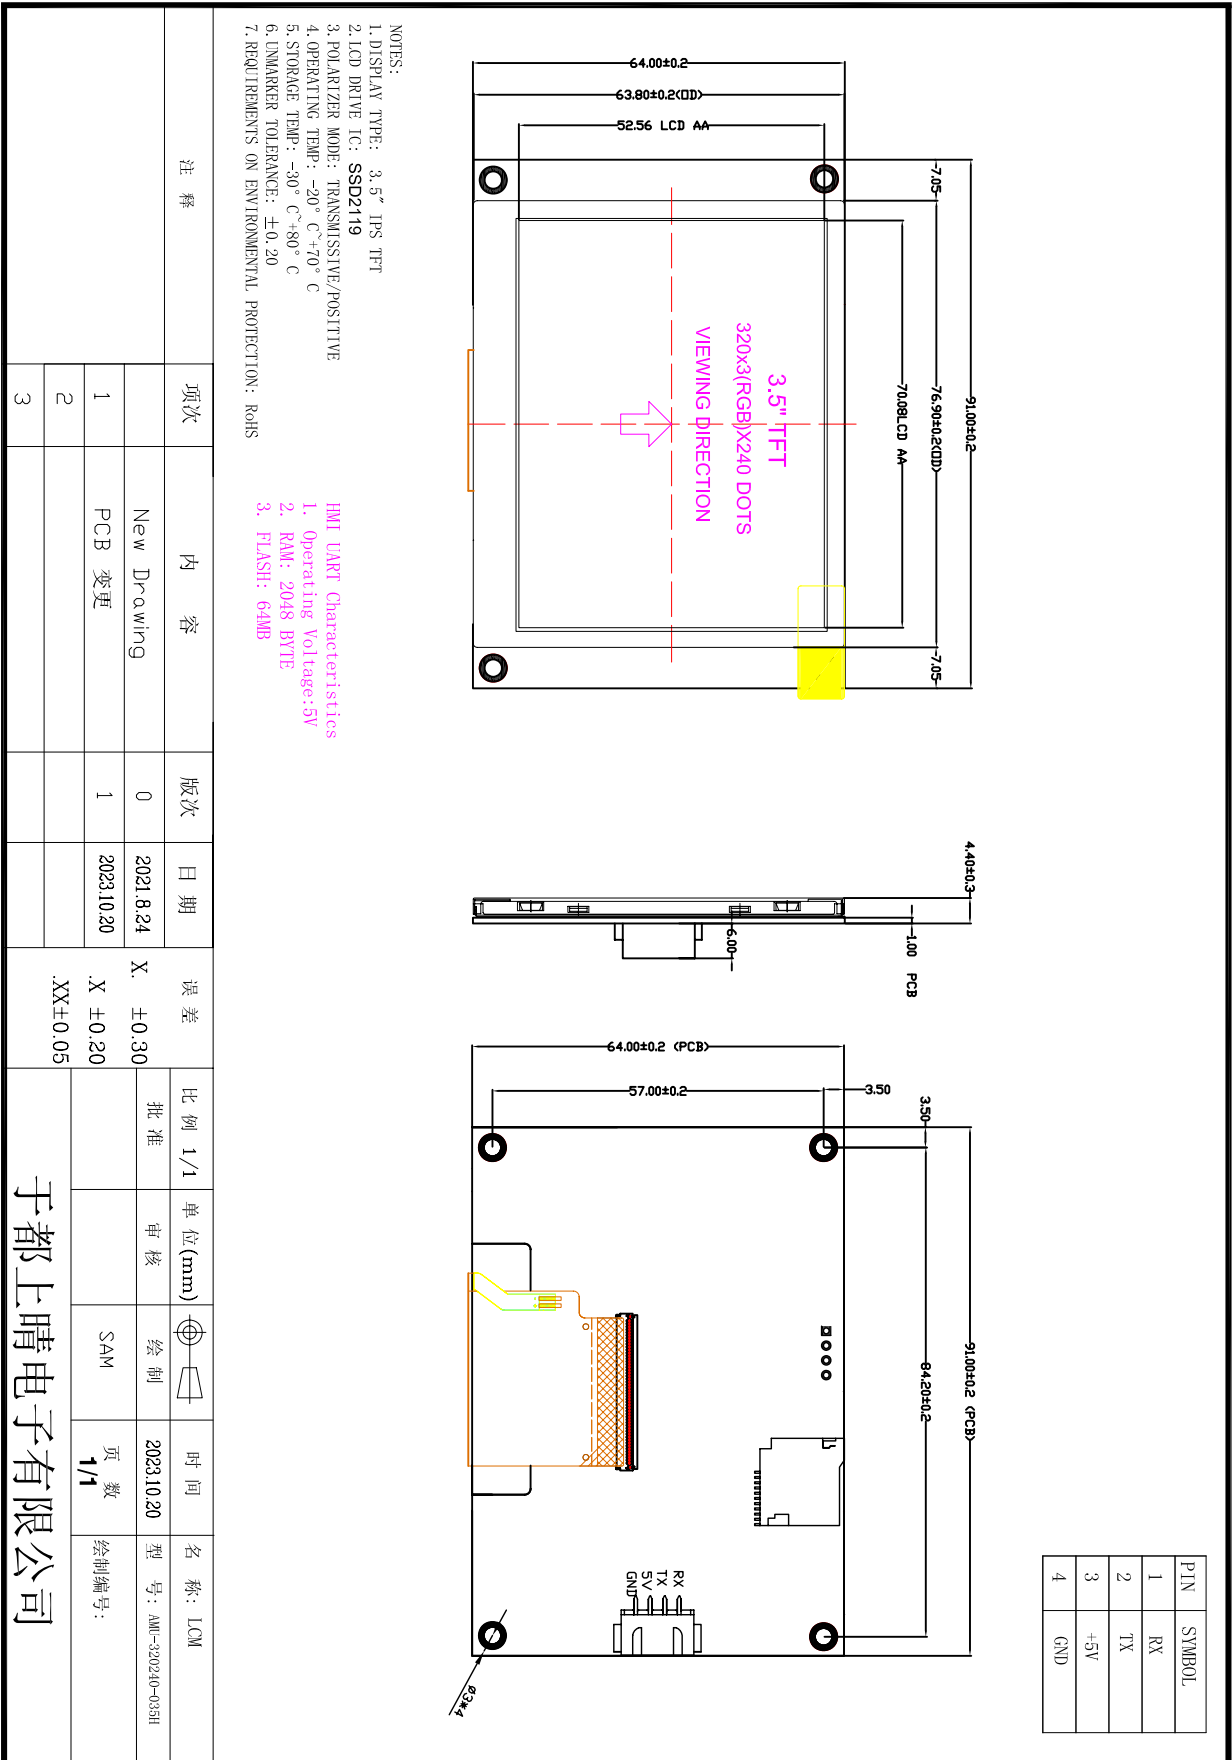 64.00±0.2
63.80±0.2(OD)
52.56 LCD AA
7.05
91.00±0.2
76.90±0.2(OD)
70.08LCD AA
7.05
3.5" TFT
320x3(RGB)X240 DOTS
VIEWING DIRECTION
4.40±0.3
1.00 PCB
6.00
64.00±0.2 (PCB)
57.00±0.2
3.50
3.50
91.00±0.2 (PCB)
84.20±0.2
RX
TX
5V
GND
ø3*4
PIN SYMBOL
1 RX
2 TX
3 +5V
4 GND
NOTES:
1. DISPLAY TYPE: 3.5" IPS TFT
2. LCD DRIVE IC: SSD2119
3. POLARIZER MODE: TRANSMISSIVE/POSITIVE
4. OPERATING TEMP: -20° C~+70° C
5. STORAGE TEMP: -30° C~+80° C
6. UNMARKER TOLERANCE: ±0.20
7. REQUIREMENTS ON ENVIRONMENTAL PROTECTION: RoHS
HMI UART Characteristics
1. Operating Voltage:5V
2. RAM: 2048 BYTE
3. FLASH: 64MB
注 释
项次 内 容 版次 日 期
New Drawing 0 2021.8.24
1 PCB 变更 1 2023.10.20
2
3
误 差
X. ±0.30
.X ±0.20
.XX±0.05
比 例 1/1 单 位(mm) 时 间 名 称: LCM
批 准 审 核 绘 制 2023.10.20 型 号: AMU-320240-035H
SAM 页 数 绘制编号:
1/1
于都上晴电子有限公司